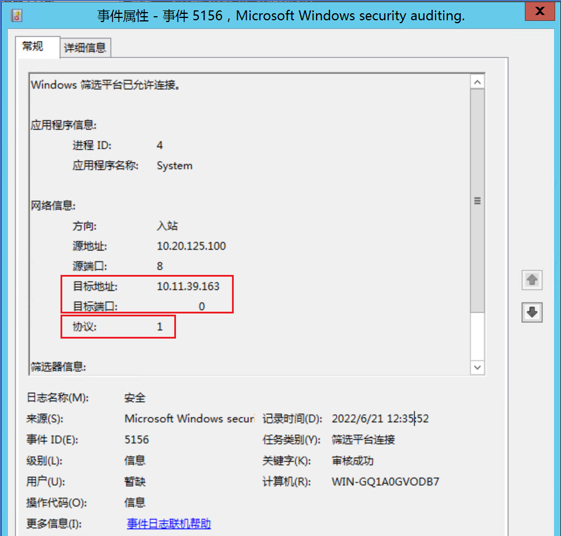 事件属性 - 事件 5156，Microsoft Windows security auditing.
常规 详细信息
Windows 筛选平台已允许连接。
应用程序信息:
进程 ID: 4
应用程序名称: System
网络信息:
方向: 入站
源地址: 10.20.125.100
源端口: 8
目标地址: 10.11.39.163
目标端口: 0
协议: 1
筛选器信息:
日志名称(M): 安全
来源(S): Microsoft Windows securi 记录时间(D): 2022/6/21 12:35:52
事件 ID(E): 5156 任务类别(Y): 筛选平台连接
级别(L): 信息 关键字(K): 审核成功
用户(U): 暂缺 计算机(R): WIN-GQ1A0GVODB7
操作代码(O): 信息
更多信息(I): 事件日志联机帮助